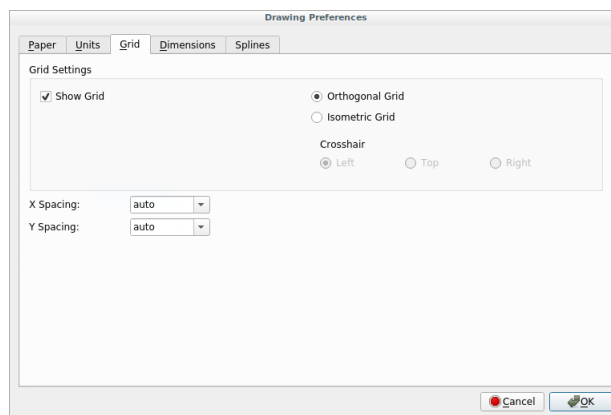 Drawing Preferences
Paper Units Grid Dimensions Splines
Grid Settings
Show Grid
Orthogonal Grid
Isometric Grid
Crosshair
Left Top Right
X Spacing: auto
Y Spacing: auto
Cancel OK